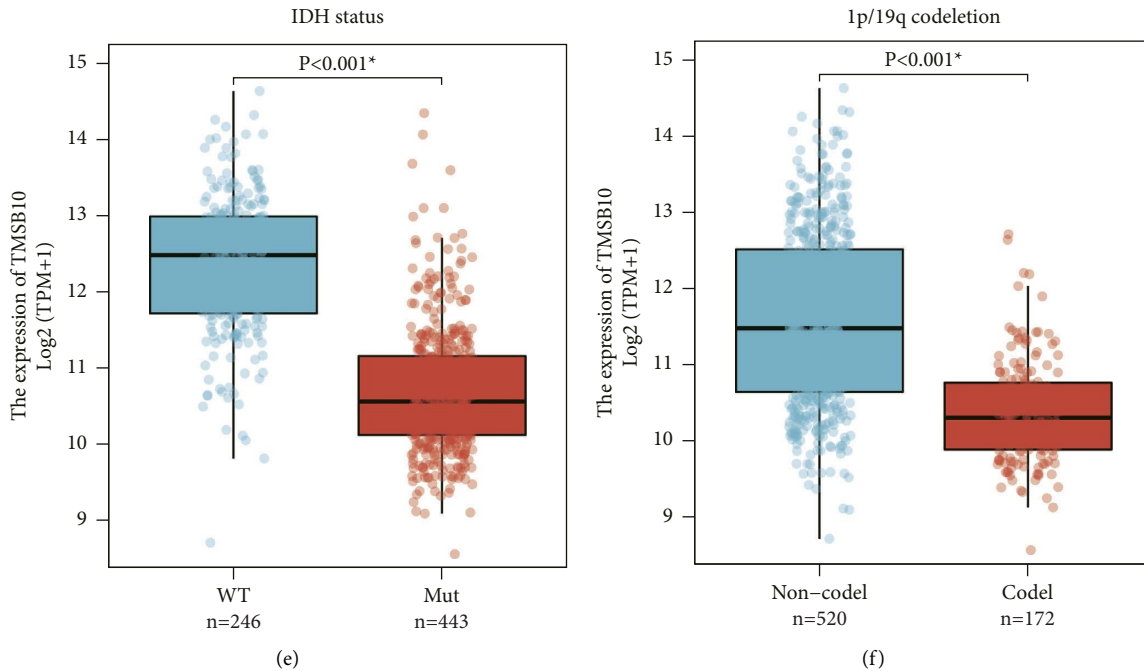 IDH status
P<0.001*
The expression of TMSB10
Log2 (TPM+1)
15
14
13
12
11
10
9
WT
n=246
Mut
n=443
(e)
1p/19q codeletion
P<0.001*
The expression of TMSB10
Log2 (TPM+1)
15
14
13
12
11
10
9
Non−codel
n=520
Codel
n=172
(f)